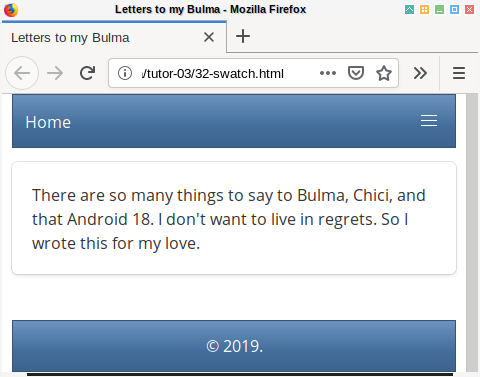 Letters to my Bulma - Mozilla Firefox
Letters to my Bulma
/tutor-03/32-swatch.html
Home
There are so many things to say to Bulma, Chici, and
that Android 18. I don't want to live in regrets. So I
wrote this for my love.
© 2019.